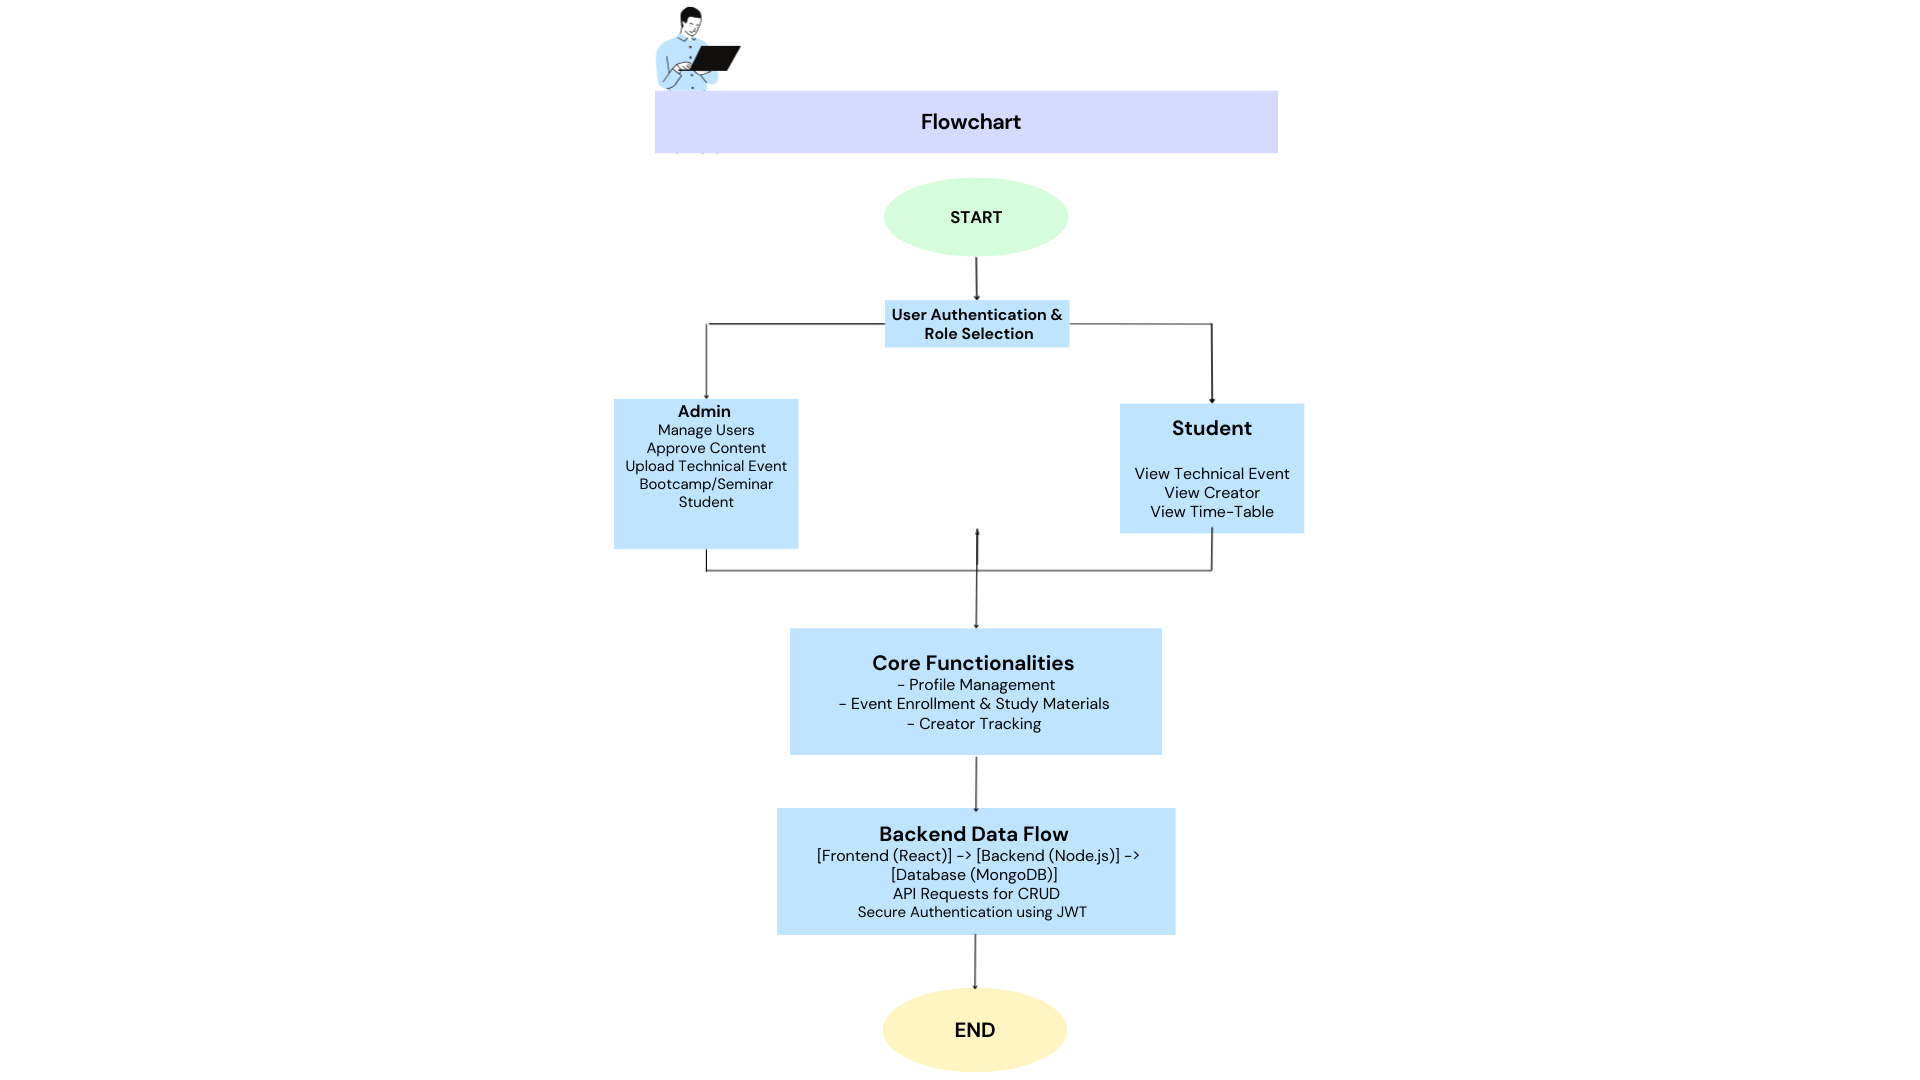 Flowchart
START
User Authentication &
Role Selection
Admin
Manage Users
Approve Content
Upload Technical Event
Bootcamp/Seminar
Student
Student
View Technical Event
View Creator
View Time-Table
Core Functionalities
- Profile Management
- Event Enrollment & Study Materials
- Creator Tracking
Backend Data Flow
[Frontend (React)] -> [Backend (Node.js)] ->
[Database (MongoDB)]
API Requests for CRUD
Secure Authentication using JWT
END